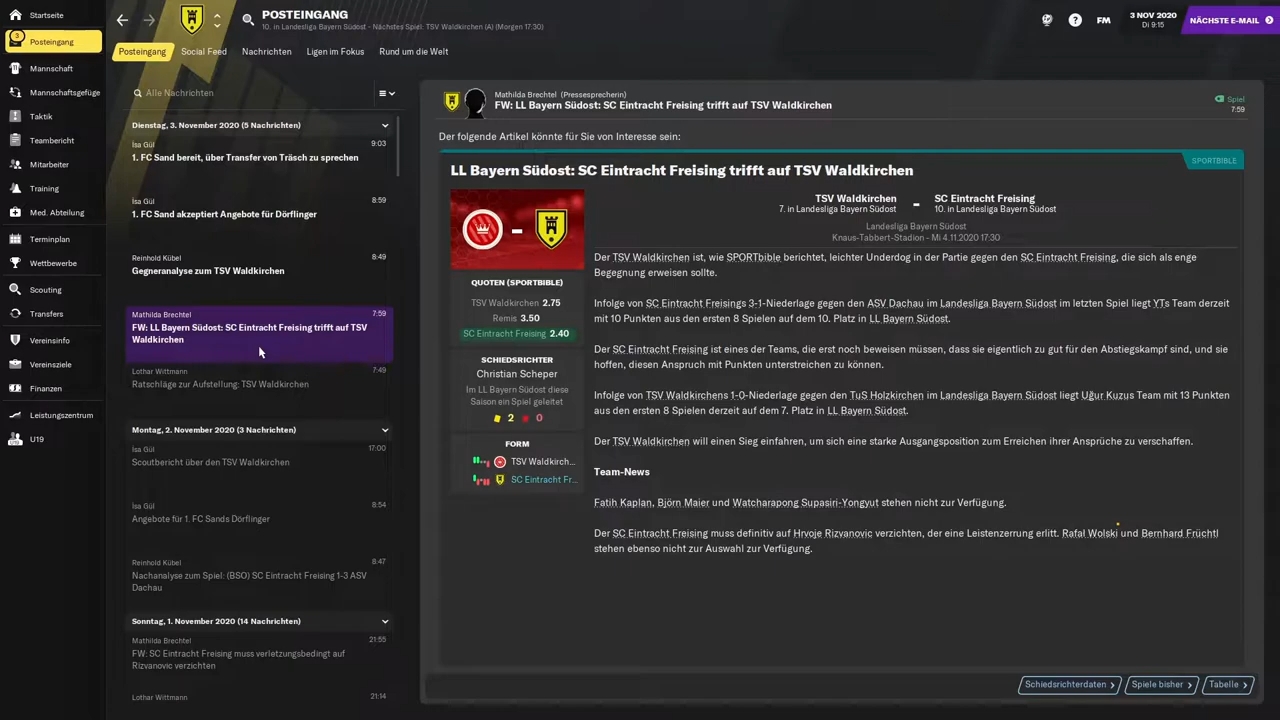 Startseite
3
Posteingang
Mannschaft
Mannschaftsgefüge
Taktik
Teambericht
Mitarbeiter
Training
Med. Abteilung
Terminplan
Wettbewerbe
Scouting
Transfers
Vereinsinfo
Vereinsziele
Finanzen
Leistungszentrum
U19
POSTEINGANG
10. in Landesliga Bayern Südost - Nächstes Spiel: TSV Waldkirchen (A) (Morgen 17:30)
FM
3 NOV 2020
Di 9:15
NÄCHSTE E-MAIL
Posteingang
Social Feed
Nachrichten
Ligen im Fokus
Rund um die Welt
Alle Nachrichten
Dienstag, 3. November 2020 (5 Nachrichten)
İsa Gül 9:03
1. FC Sand bereit, über Transfer von Träsch zu sprechen
İsa Gül 8:59
1. FC Sand akzeptiert Angebote für Dörflinger
Reinhold Kübel 8:49
Gegneranalyse zum TSV Waldkirchen
Mathilda Brechtel 7:59
FW: LL Bayern Südost: SC Eintracht Freising trifft auf TSV
Waldkirchen
Lothar Wittmann 7:49
Ratschläge zur Aufstellung: TSV Waldkirchen
Montag, 2. November 2020 (3 Nachrichten)
İsa Gül 17:00
Scoutbericht über den TSV Waldkirchen
İsa Gül 8:54
Angebote für 1. FC Sands Dörflinger
Reinhold Kübel 8:47
Nachanalyse zum Spiel: (BSO) SC Eintracht Freising 1-3 ASV
Dachau
Sonntag, 1. November 2020 (14 Nachrichten)
Mathilda Brechtel 21:55
FW: SC Eintracht Freising muss verletzungsbedingt auf
Rizvanovic verzichten
Lothar Wittmann 21:14
Mathilda Brechtel (Pressesprecherin)
FW: LL Bayern Südost: SC Eintracht Freising trifft auf TSV Waldkirchen
Spiel
7:59
Der folgende Artikel könnte für Sie von Interesse sein:
SPORTBIBLE
LL Bayern Südost: SC Eintracht Freising trifft auf TSV Waldkirchen
TSV Waldkirchen - SC Eintracht Freising
7. in Landesliga Bayern Südost 10. in Landesliga Bayern Südost
Landesliga Bayern Südost
Knaus-Tabbert-Stadion - Mi 4.11.2020 17:30
QUOTEN (SPORTBIBLE)
TSV Waldkirchen 2.75
Remis 3.50
SC Eintracht Freising 2.40
SCHIEDSRICHTER
Christian Scheper
Im LL Bayern Südost diese
Saison ein Spiel geleitet
2 0
FORM
TSV Waldkirch...
SC Eintracht Fr...
Der TSV Waldkirchen ist, wie SPORTbible berichtet, leichter Underdog in der Partie gegen den SC Eintracht Freising, die sich als enge
Begegnung erweisen sollte.
Infolge von SC Eintracht Freisings 3-1-Niederlage gegen den ASV Dachau im Landesliga Bayern Südost im letzten Spiel liegt YTs Team derzeit
mit 10 Punkten aus den ersten 8 Spielen auf dem 10. Platz in LL Bayern Südost.
Der SC Eintracht Freising ist eines der Teams, die erst noch beweisen müssen, dass sie eigentlich zu gut für den Abstiegskampf sind, und sie
hoffen, diesen Anspruch mit Punkten unterstreichen zu können.
Infolge von TSV Waldkirchens 1-0-Niederlage gegen den TuS Holzkirchen im Landesliga Bayern Südost liegt Uğur Kuzus Team mit 13 Punkten
aus den ersten 8 Spielen derzeit auf dem 7. Platz in LL Bayern Südost.
Der TSV Waldkirchen will einen Sieg einfahren, um sich eine starke Ausgangsposition zum Erreichen ihrer Ansprüche zu verschaffen.
Team-News
Fatih Kaplan, Björn Maier und Watcharapong Supasiri-Yongyut stehen nicht zur Verfügung.
Der SC Eintracht Freising muss definitiv auf Hrvoje Rizvanovic verzichten, der eine Leistenzerrung erlitt. Rafal Wolski und Bernhard Früchtl
stehen ebenso nicht zur Auswahl zur Verfügung.
Schiedsrichterdaten
Spiele bisher
Tabelle